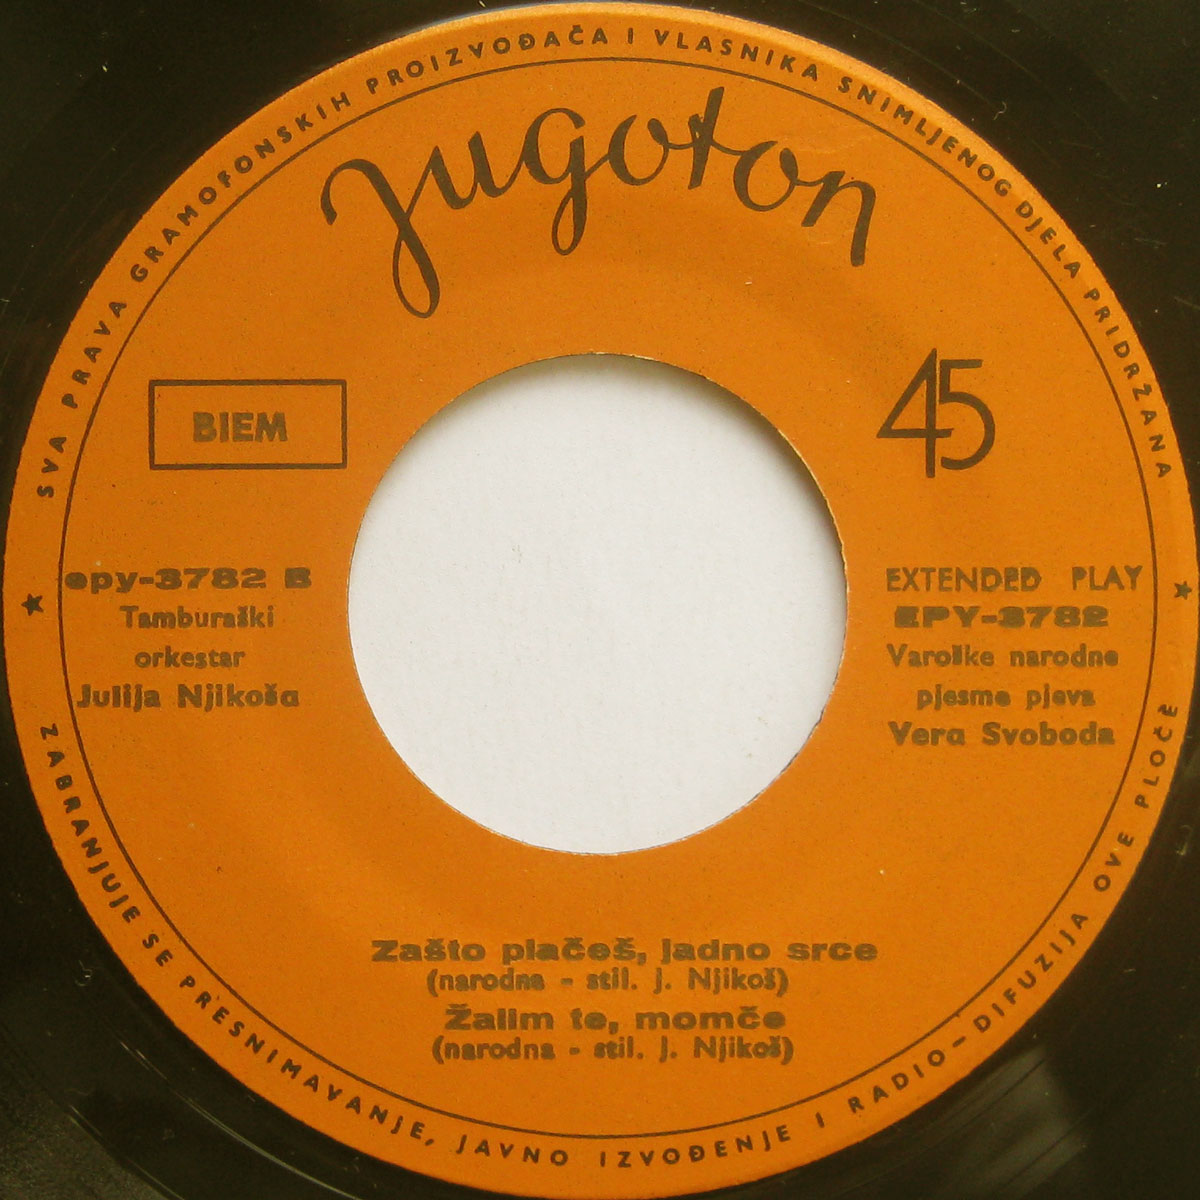 SVA PRAVA GRAMOFONSKIH PROIZVOĐAČA I VLASNIKA SNIMLJENOG DJELA PRIDRŽANA
Jugoton
BIEM
45
epy-3782 B
Tamburaški
orkestar
Julija Njikoša
EXTENDED PLAY
EPY-3782
Varoške narodne
pjesme pjeva
Vera Svoboda
Zašto plačeš, jadno srce
(narodna - stil. J. Njikoš)
Žalim te, momče
(narodna - stil. J. Njikoš)
ZABRANJUJE SE PRESNIMAVANJE, JAVNO IZVOĐENJE I RADIO-DIFUZIJA OVE PLOČE